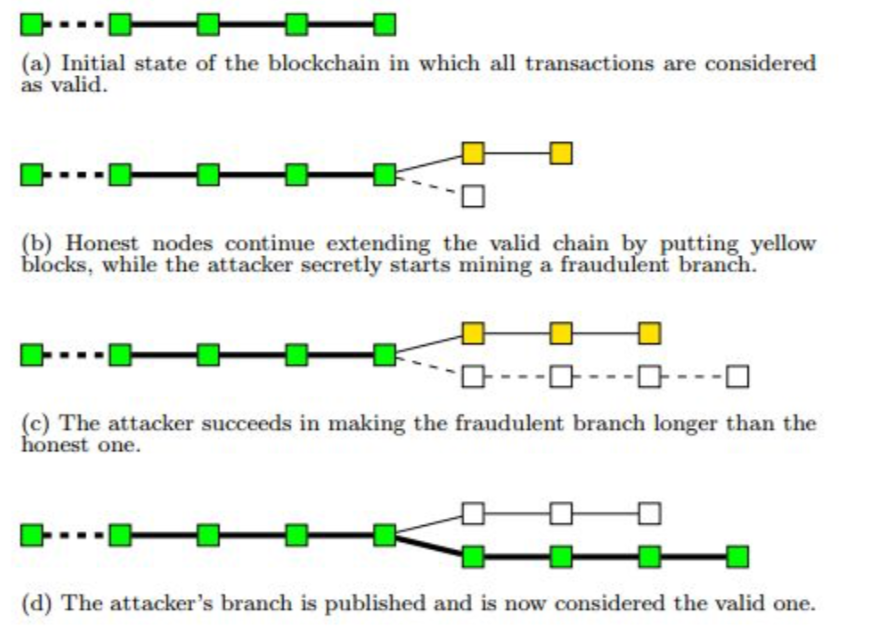 (a) Initial state of the blockchain in which all transactions are considered
as valid.
(b) Honest nodes continue extending the valid chain by putting yellow
blocks, while the attacker secretly starts mining a fraudulent branch.
(c) The attacker succeeds in making the fraudulent branch longer than the
honest one.
(d) The attacker's branch is published and is now considered the valid one.